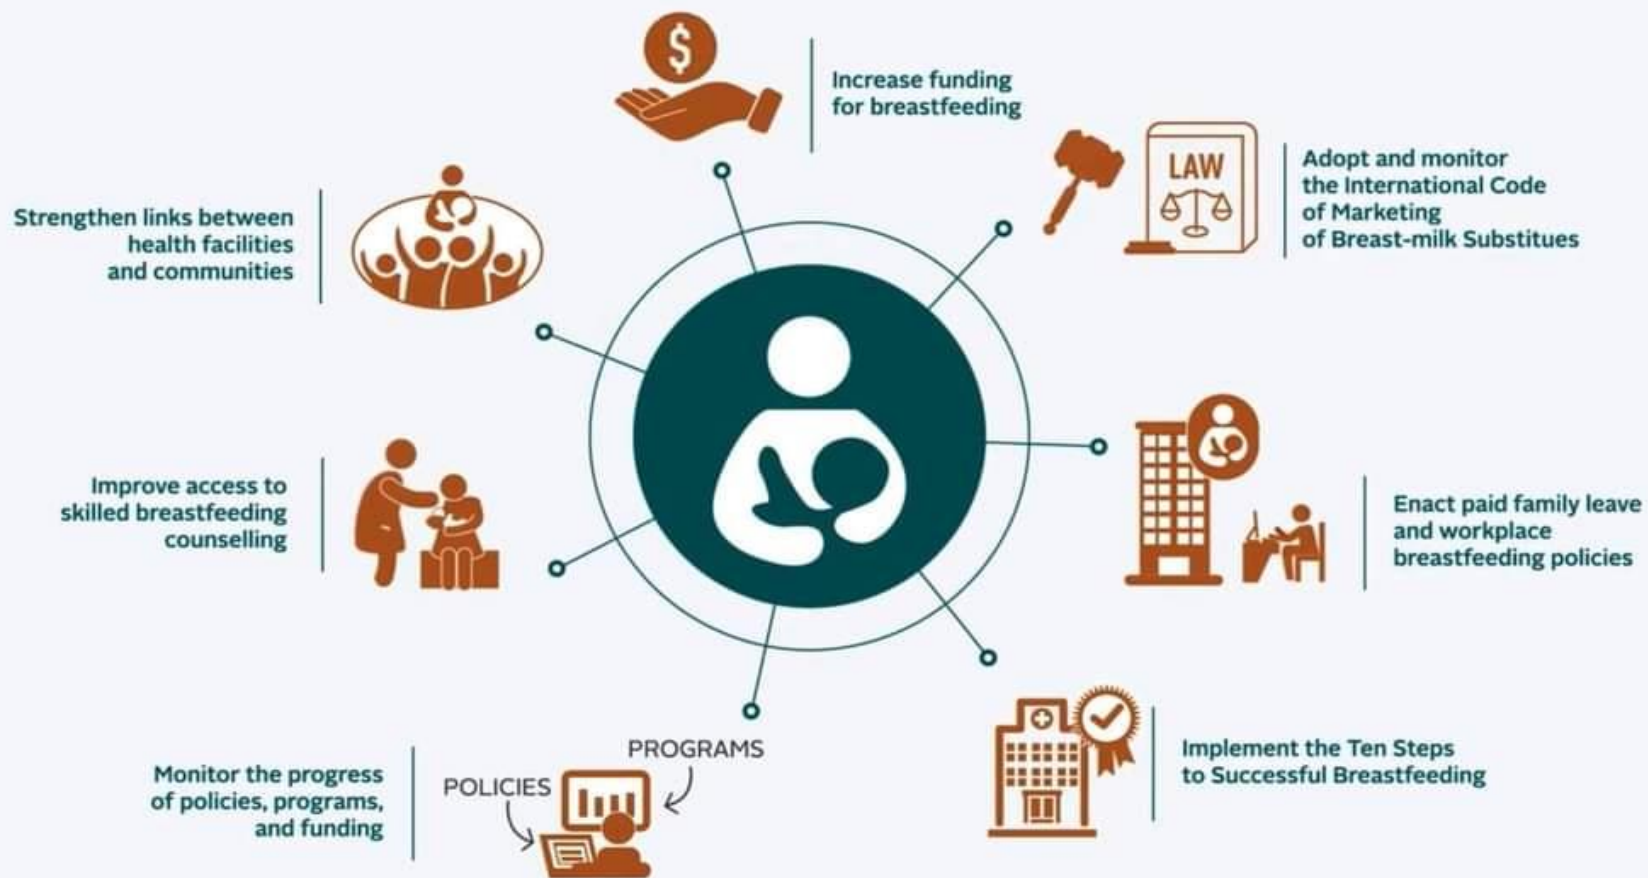 $
Increase funding
for breastfeeding
LAW
Adopt and monitor
the International Code
of Marketing
of Breast-milk Substitues
Enact paid family leave
and workplace
breastfeeding policies
Implement the Ten Steps
to Successful Breastfeeding
PROGRAMS
POLICIES
Monitor the progress
of policies, programs,
and funding
Improve access to
skilled breastfeeding
counselling
Strengthen links between
health facilities
and communities